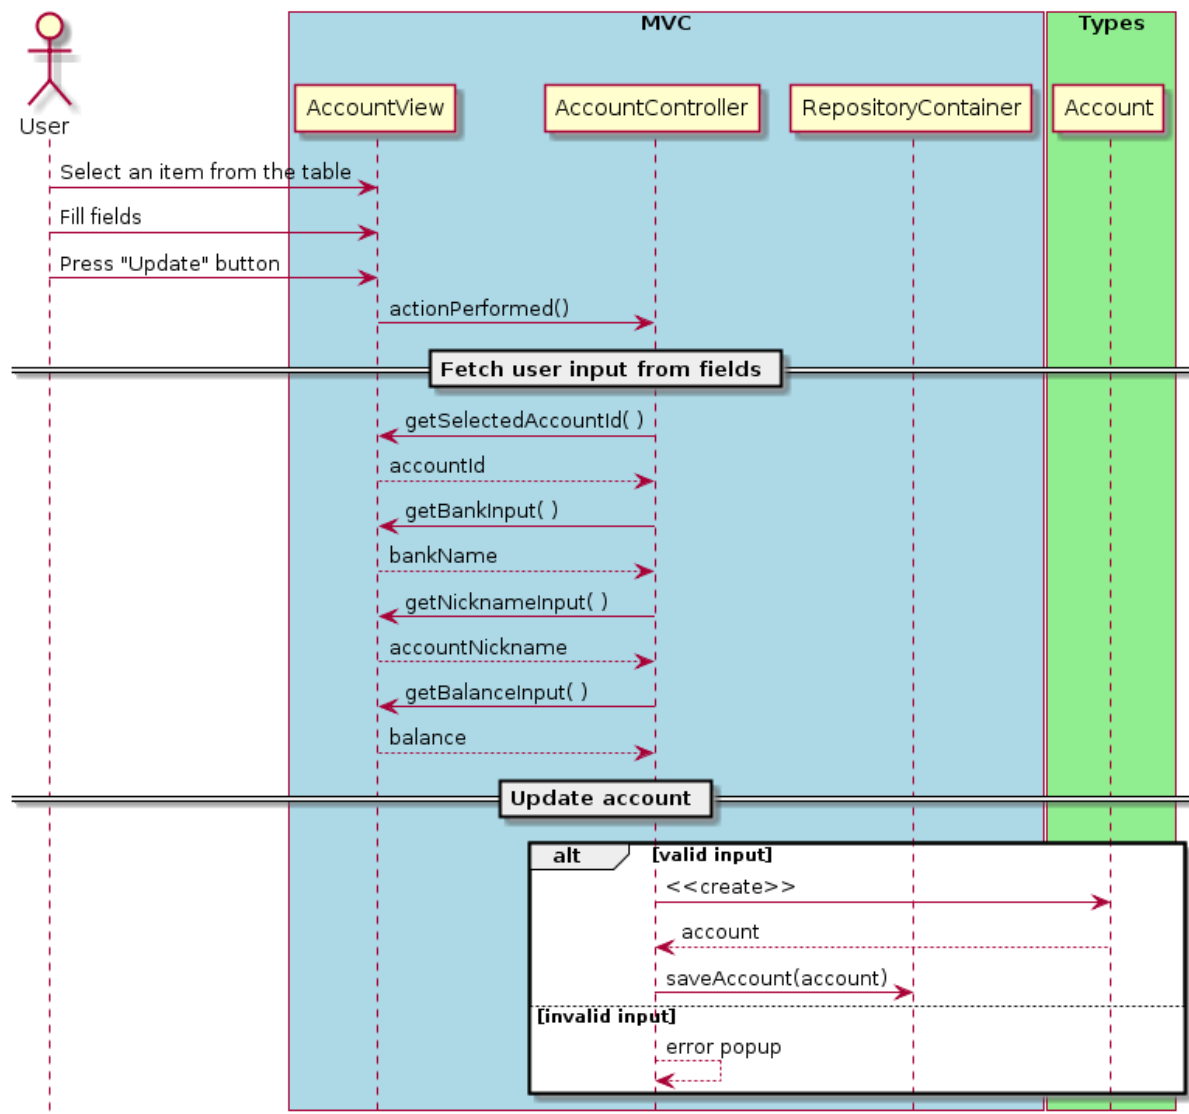 MVC
Types
User
AccountView
AccountController
RepositoryContainer
Account
Select an item from the table
Fill fields
Press "Update" button
actionPerformed()
Fetch user input from fields
getSelectedAccountId( )
accountId
getBankInput( )
bankName
getNicknameInput( )
accountNickname
getBalanceInput( )
balance
Update account
alt
[valid input]
<<create>>
account
saveAccount(account)
[invalid input]
error popup